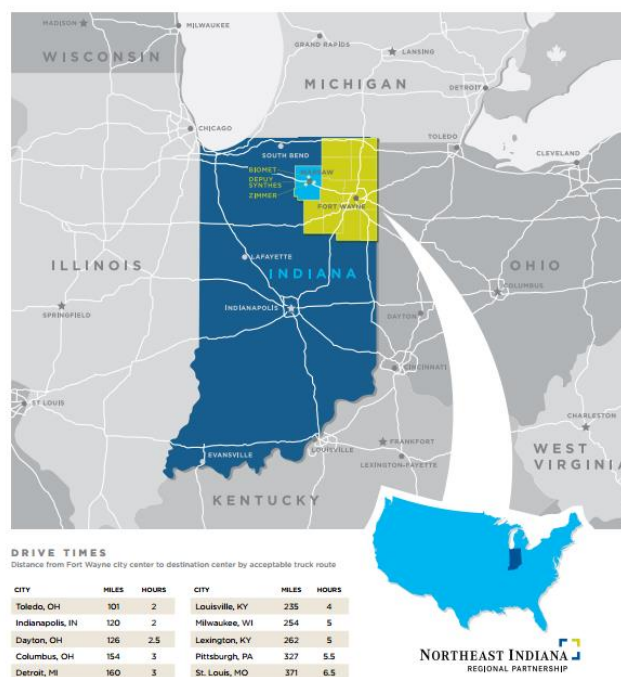 MADISON
MILWAUKEE
WISCONSIN
GRAND RAPIDS
LANSING
MICHIGAN
DETROIT
CHICAGO
TOLEDO
CLEVELAND
SOUTH BEND
BIOMET
WARSAW
DEPUY
SYNTHES
ZIMMER
FORT WAYNE
LAFAYETTE
ILLINOIS
INDIANA
OHIO
COLUMBUS
SPRINGFIELD
INDIANAPOLIS
DAYTON
CINCINNATI
ST LOUIS
CHARLESTON
FRANKFORT
EVANSVILLE
LOUISVILLE
LEXINGTON-FAYETTE
WEST
VIRGINIA
KENTUCKY
DRIVE TIMES
Distance from Fort Wayne city center to destination center by acceptable truck route
CITY MILES HOURS CITY MILES HOURS
Toledo, OH 101 2 Louisville, KY 235 4
Indianapolis, IN 120 2 Milwaukee, WI 254 5
Dayton, OH 126 2.5 Lexington, KY 262 5
Columbus, OH 154 3 Pittsburgh, PA 327 5.5
Detroit, MI 160 3 St. Louis, MO 371 6.5
NORTHEAST INDIANA
REGIONAL PARTNERSHIP